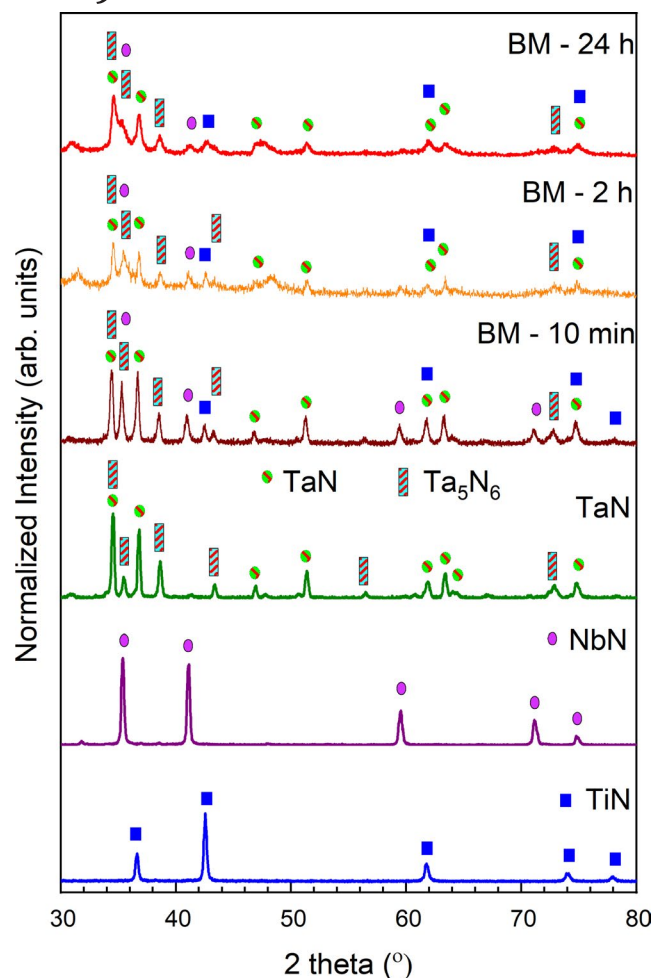 BM - 24 h
BM - 2 h
BM - 10 min
TaN Ta₅N₆ TaN
NbN
TiN
Normalized Intensity (arb. units)
30 40 50 60 70 80
2 theta (°)